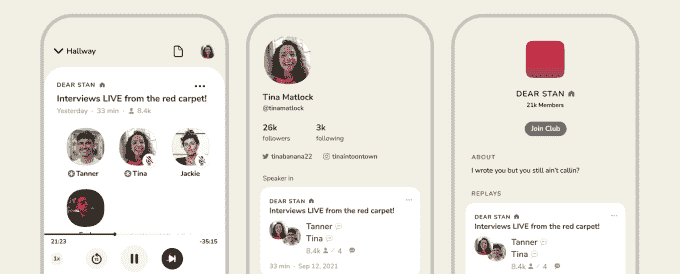 Hallway
DEAR STAN
Interviews LIVE from the red carpet!
Yesterday · 33 min · 8.4k
Tanner
Tina
Jackie
21:23
-35:15
1x
Tina Matlock
@tinamatlock
26k
3k
followers
following
tinabanana22
tinaintoontown
Speaker in
DEAR STAN
Interviews LIVE from the red carpet!
Tanner
Tina
8.4k / 4
33 min · Sep 12, 2021
DEAR STAN
21k Members
Join Club
ABOUT
I wrote you but you still ain't callin?
REPLAYS
DEAR STAN
Interviews LIVE from the red carpet!
Tanner
Tina
8.4k / 4